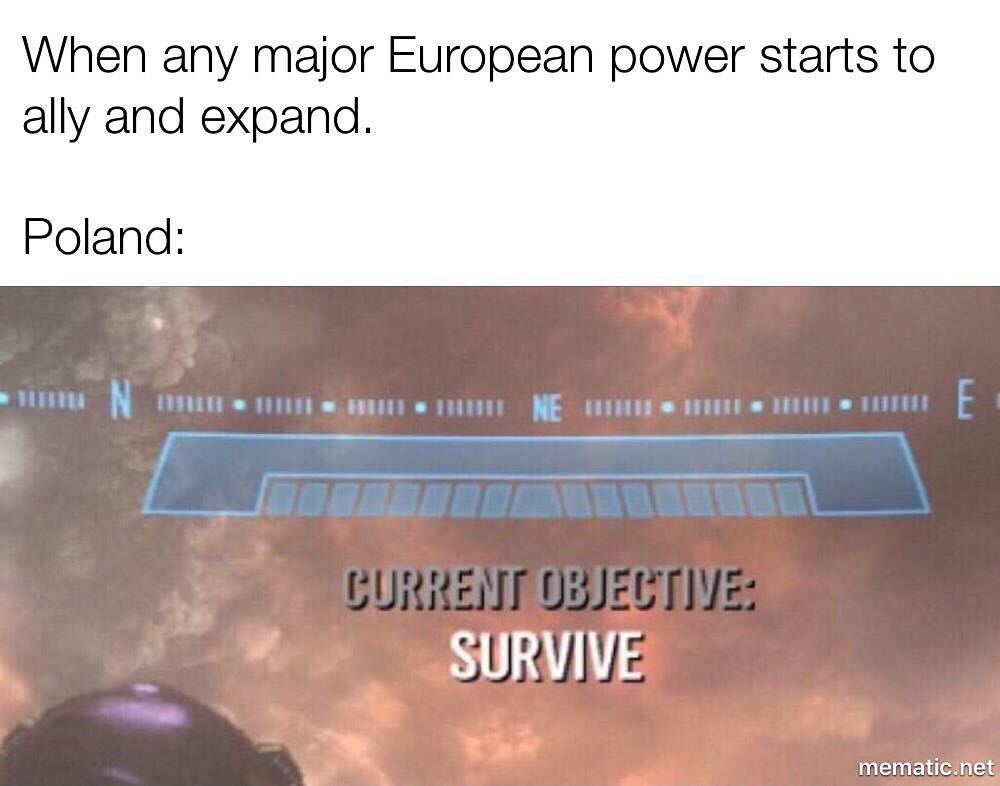 When any major European power starts to
ally and expand.
Poland:
N NE E
CURRENT OBJECTIVE:
SURVIVE
mematic.net